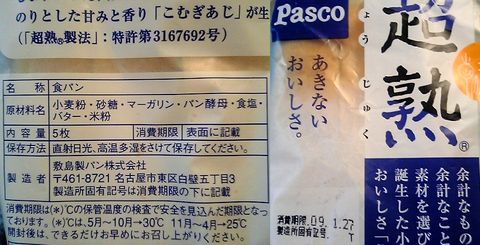 のりとした甘みと香り「こむぎあじ」が生
(「超熟®製法」：特許第3167692号)
名称 食パン
原材料名 小麦粉・砂糖・マーガリン・パン酵母・食塩・
バター・米粉
内容量 5枚 消費期限 表面に記載
保存方法 直射日光、高温多湿をさけて保存してください。
製造者 敷島製パン株式会社
〒461-8721 名古屋市東区白壁五丁目3
製造所固有記号は消費期限の下に記載
消費期限は(*)℃の保管温度の検査で安全を見込んだ期限となっ
ております。(*)℃は、5月〜10月→30℃ 11月〜4月→25℃
開封後は、できるだけお早めにお召し上がりください。
Pasco
超熟®
ちょうじゅく
あきない
おいしさ。
余計なもの
余計なこと
素材を選び
誕生した小
おいしさ「
消費期限 09.1.27
製造所固有記号. T